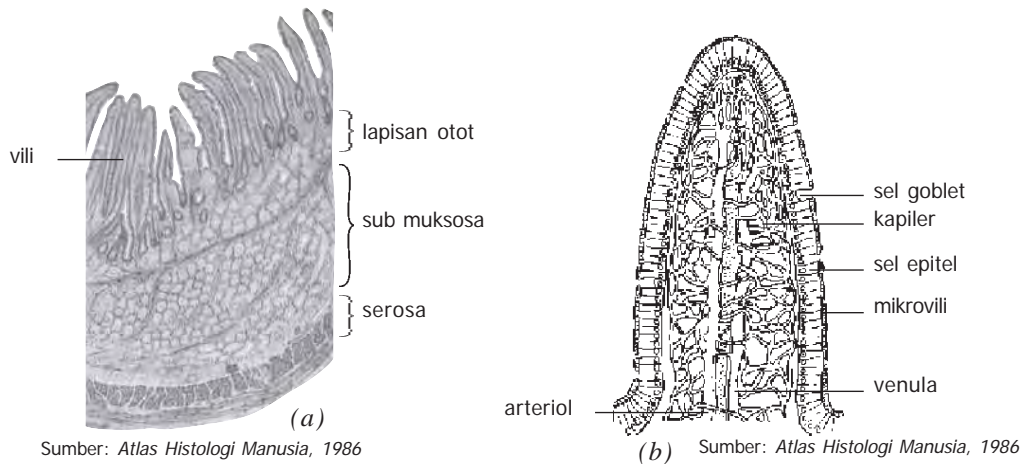 vili
lapisan otot
sub muksosa
serosa
(a)
Sumber: Atlas Histologi Manusia, 1986
sel goblet
kapiler
sel epitel
mikrovili
venula
arteriol
(b)
Sumber: Atlas Histologi Manusia, 1986